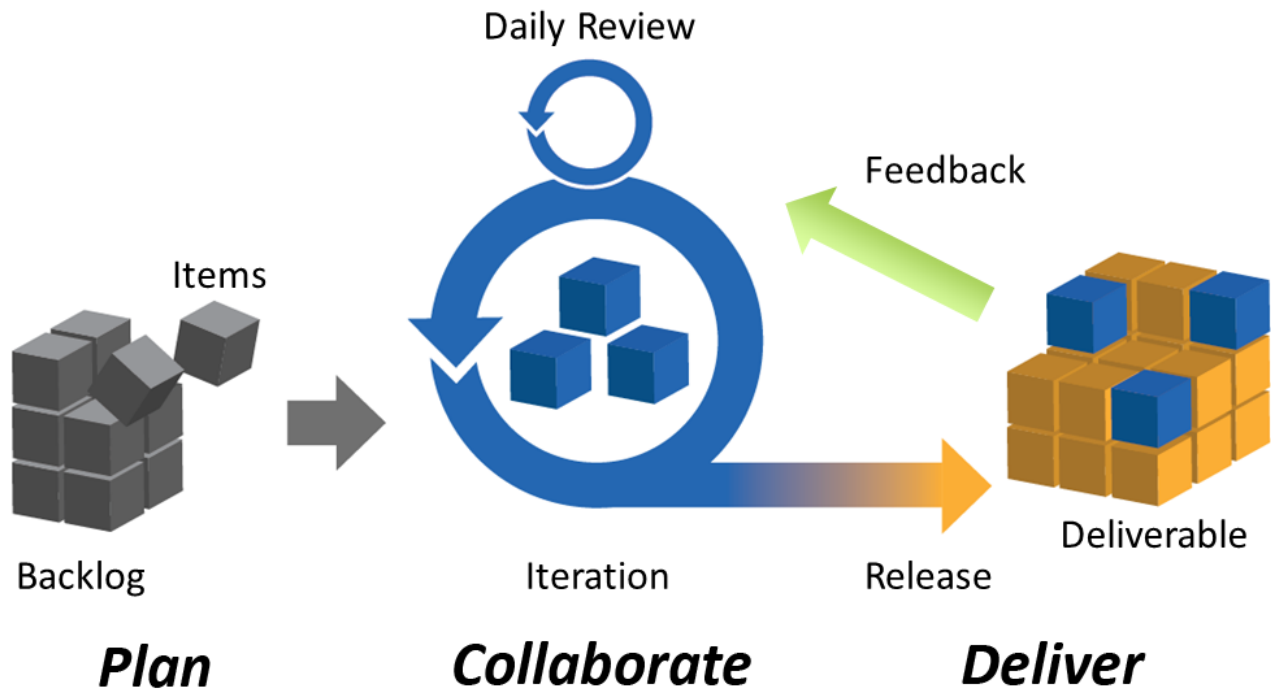 Daily Review
Feedback
Items
Deliverable
Backlog
Iteration
Release
Plan
Collaborate
Deliver